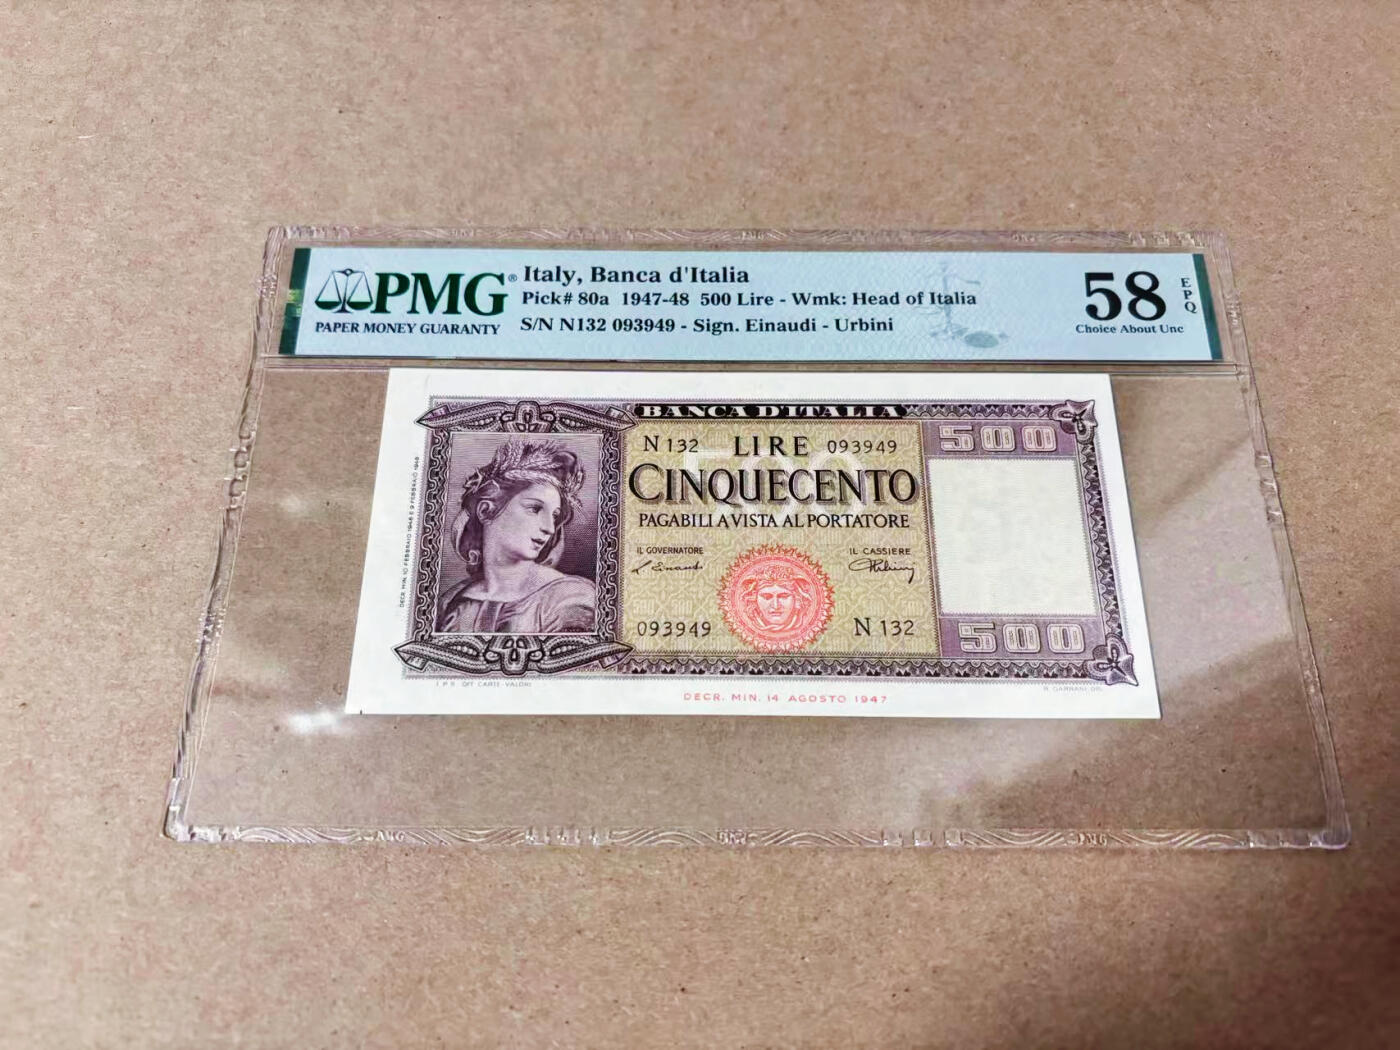 PMG®
PAPER MONEY GUARANTY
Italy, Banca d'Italia
Pick# 80a 1947-48 500 Lire - Wmk: Head of Italia
S/N N132 093949 - Sign. Einaudi - Urbini
58
EPQ
Choice About Unc
BANCA D'ITALIA
500
N 132 LIRE 093949
CINQUECENTO
PAGABILI A VISTA AL PORTATORE
IL GOVERNATORE
IL CASSIERE
093949
N 132
500
DECR. MIN. 14 AGOSTO 1947